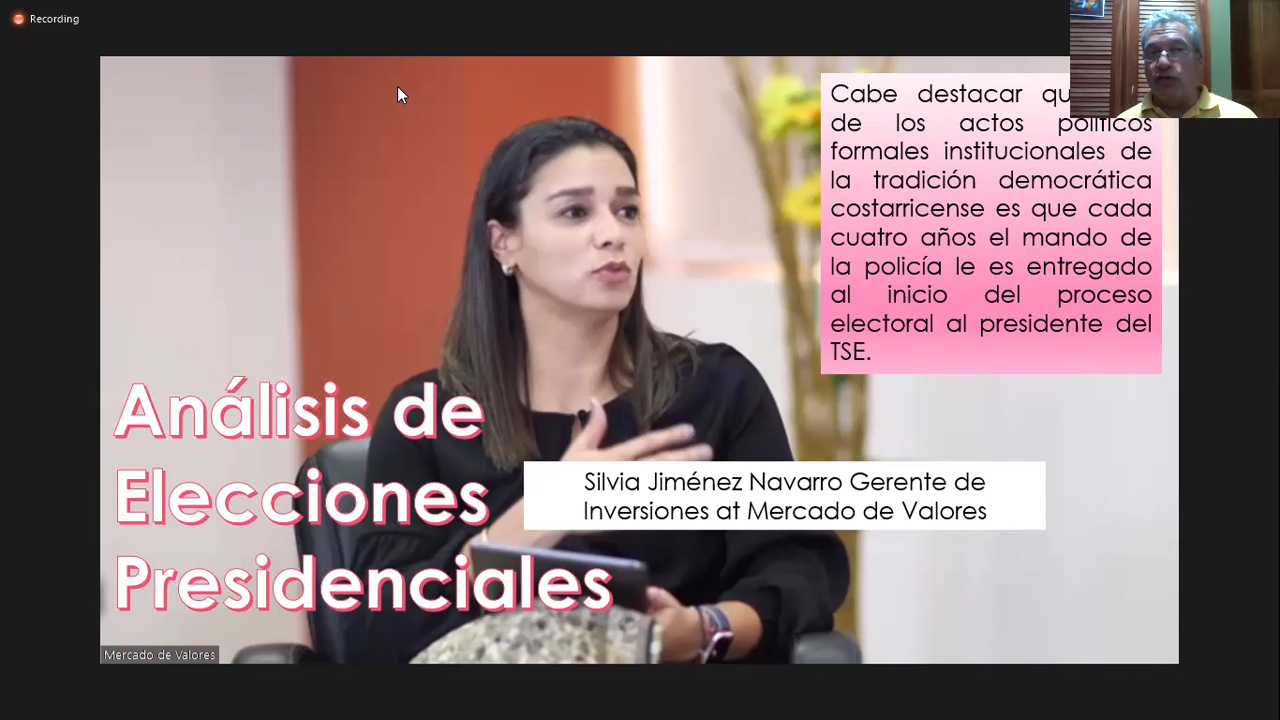 Recording
Cabe destacar
de los actos políticos
formales institucionales de
la tradición democrática
costarricense es que cada
cuatro años el mando de
la policía le es entregado
al inicio del proceso
electoral al presidente del
TSE.
Análisis de
Elecciones
Presidenciales
Silvia Jiménez Navarro Gerente de
Inversiones at Mercado de Valores
Mercado de Valores